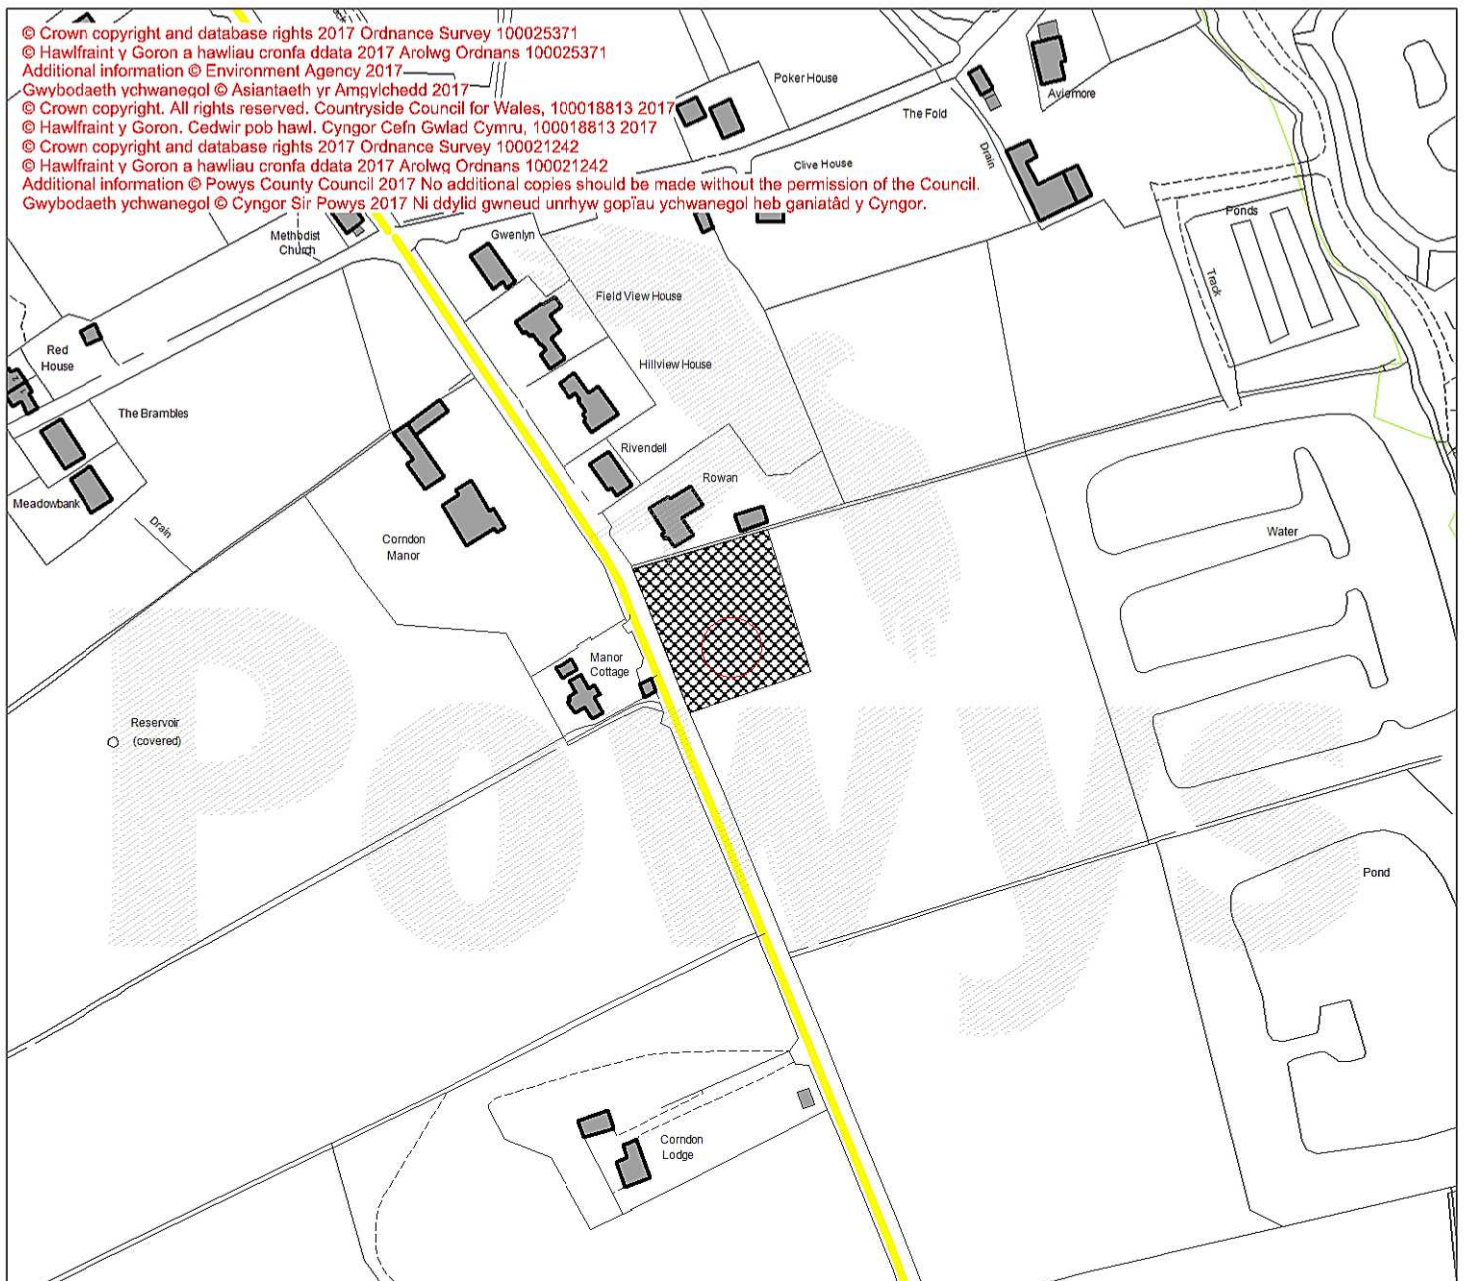 © Crown copyright and database rights 2017 Ordnance Survey 100025371
© Hawlfraint y Goron a hawliau cronfa ddata 2017 Arolwg Ordnans 100025371
Additional information © Environment Agency 2017
Gwybodaeth ychwanegol © Asiantaeth yr Amgylchedd 2017
© Crown copyright. All rights reserved. Countryside Council for Wales, 100018813 2017
© Hawlfraint y Goron. Cedwir pob hawl. Cyngor Cefn Gwlad Cymru, 100018813 2017
© Crown copyright and database rights 2017 Ordnance Survey 100021242
© Hawlfraint y Goron a hawliau cronfa ddata 2017 Arolwg Ordnans 100021242
Additional information © Powys County Council 2017 No additional copies should be made without the permission of the Council.
Gwybodaeth ychwanegol © Cyngor Sir Powys 2017 Ni ddylid gwneud unrhyw gopïau ychwanegol heb ganiatâd y Cyngor.
Poker House
Aviemore
The Fold
Drain
Clive House
Ponds
Track
Methodist
Church
Gwenlyn
Field View House
Red
House
Hillview House
The Brambles
Rivendell
Rowan
Meadowbank
Drain
Corndon
Manor
Water
Manor
Cottage
Reservoir
(covered)
Powys
Pond
Corndon
Lodge